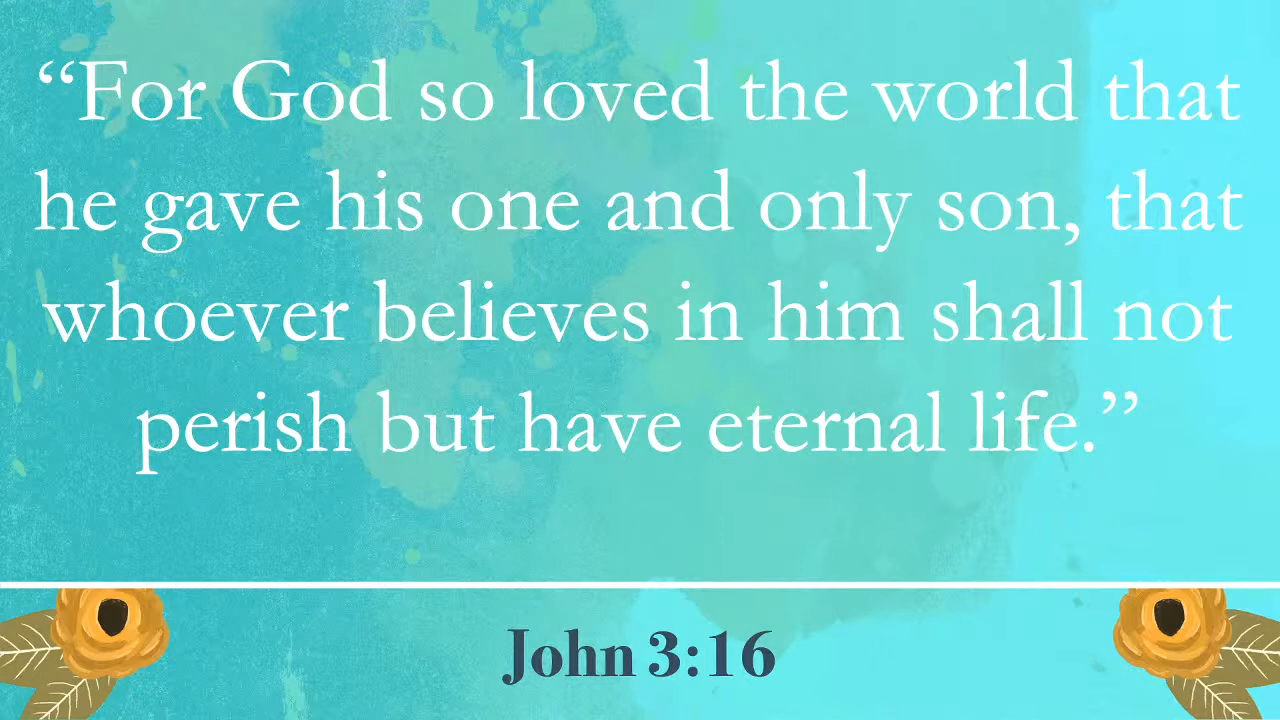 “For God so loved the world that
he gave his one and only son, that
whoever believes in him shall not
perish but have eternal life.”
John 3:16